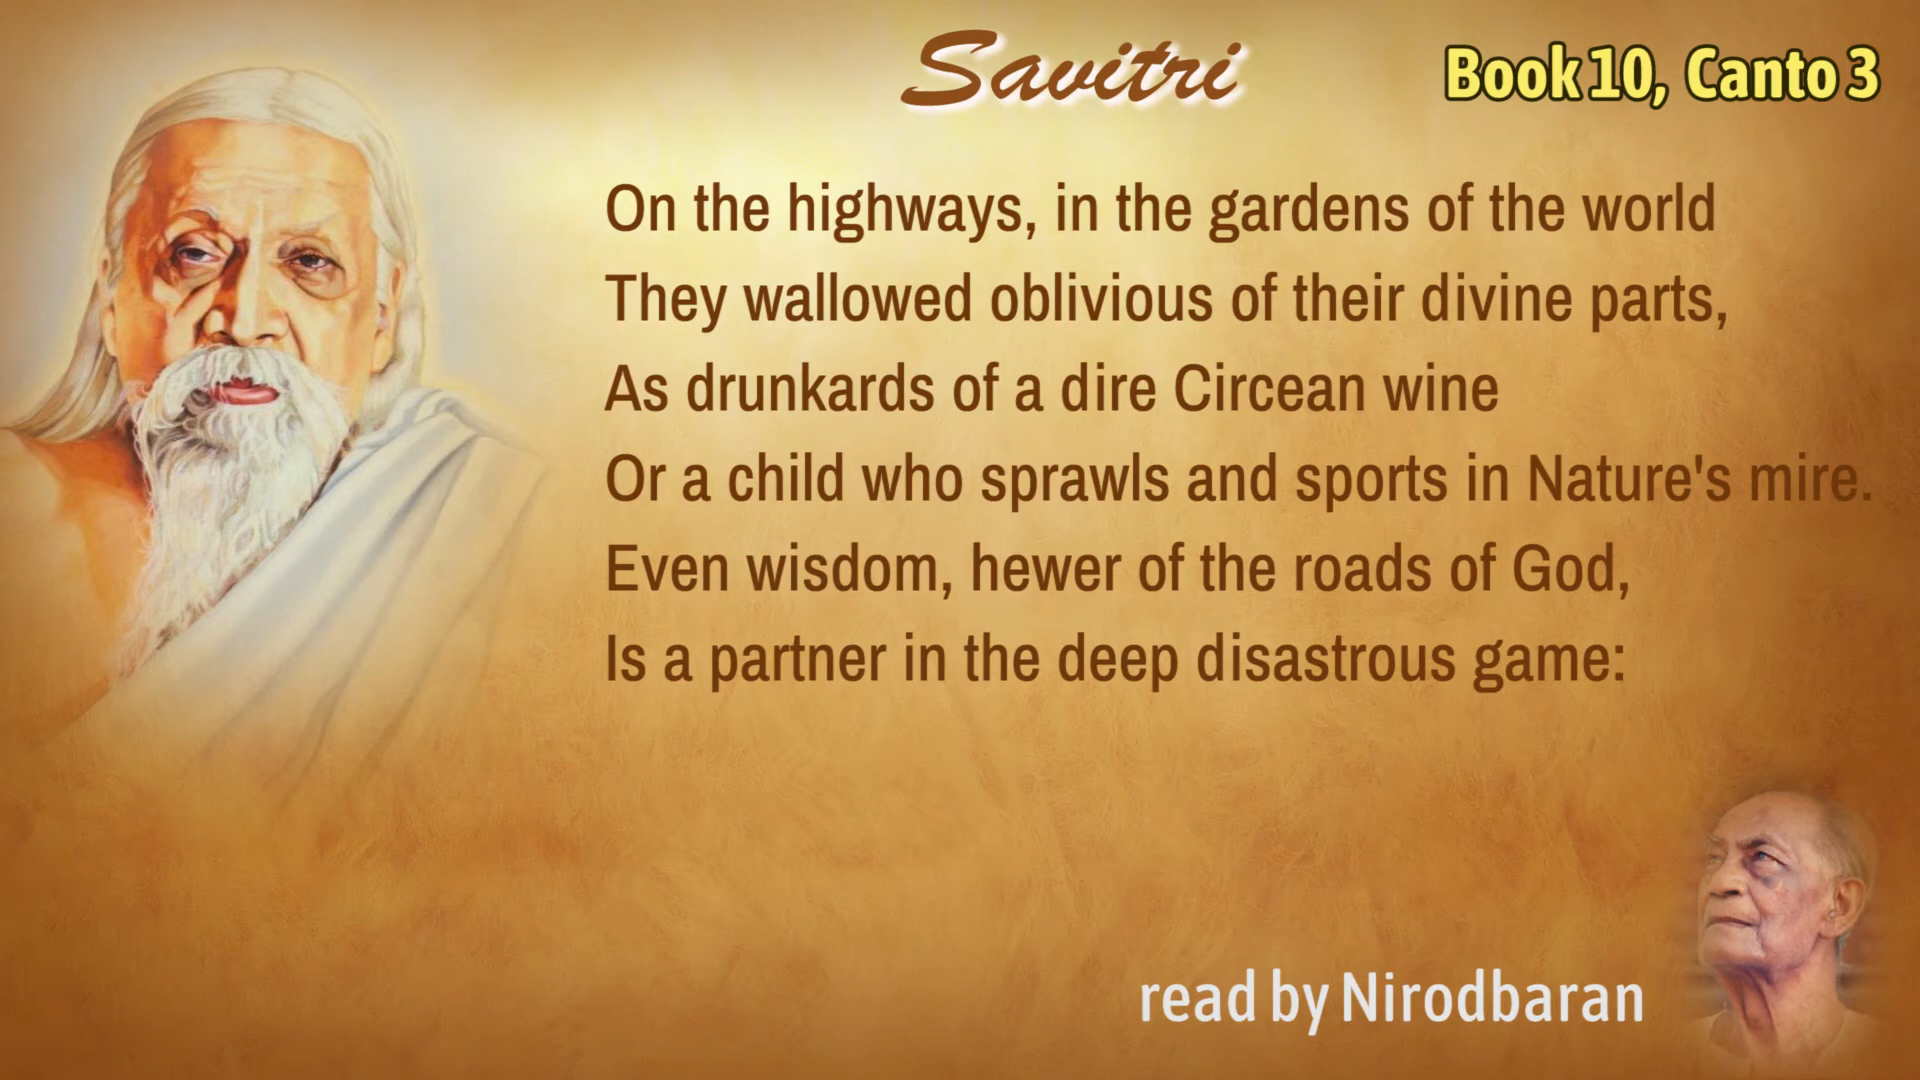 Savitri
Book 10, Canto 3
On the highways, in the gardens of the world
They wallowed oblivious of their divine parts,
As drunkards of a dire Circean wine
Or a child who sprawls and sports in Nature's mire.
Even wisdom, hewer of the roads of God,
Is a partner in the deep disastrous game:
read by Nirodbaran